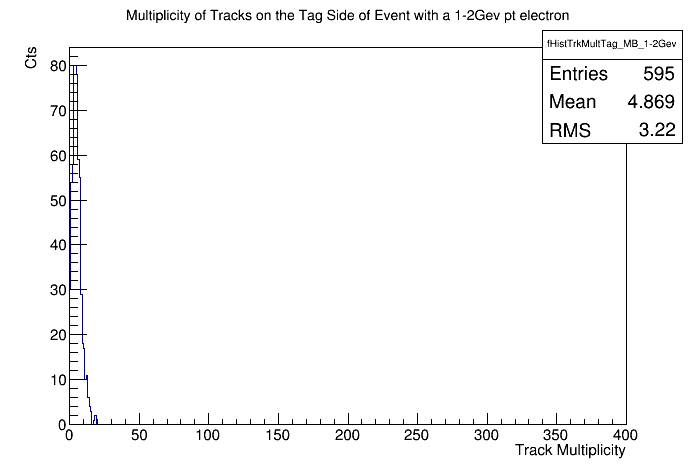 Multiplicity of Tracks on the Tag Side of Event with a 1-2Gev pt electron
Cts
fHistTrkMultTag_MB_1-2Gev
Entries 595
Mean 4.869
RMS 3.22
80
70
60
50
40
30
20
10
0
0 50 100 150 200 250 300 350 400
Track Multiplicity